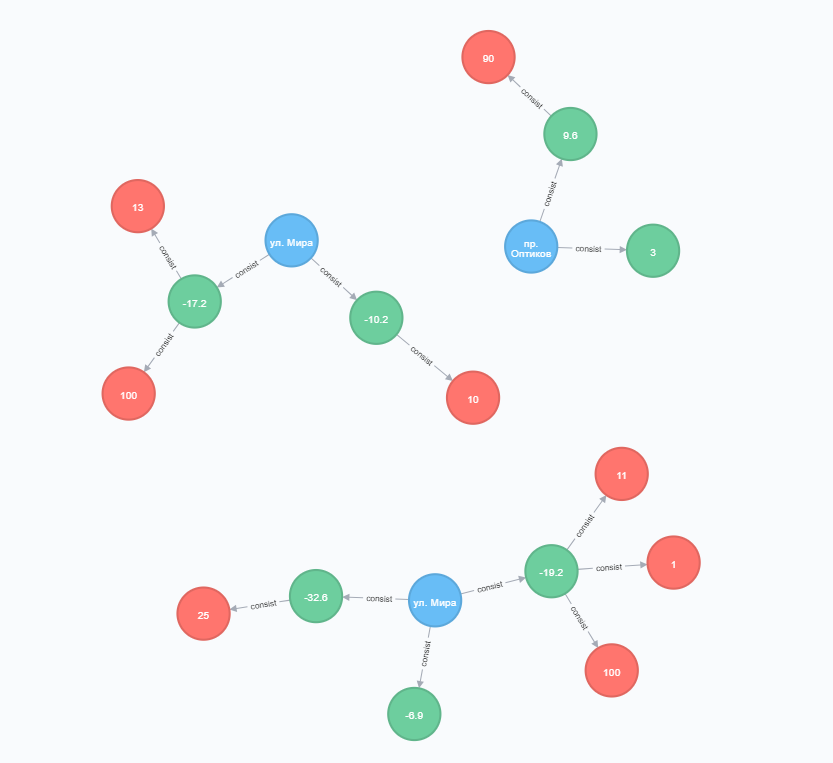 90
consist
9.6
consist
пр.
Оптиков
consist
3
13
consist
ул. Мира
consist
consist
-17.2
-10.2
consist
consist
100
10
11
consist
-19.2
consist
1
consist
consist
100
ул. Мира
consist
-32.6
consist
25
consist
-6.9